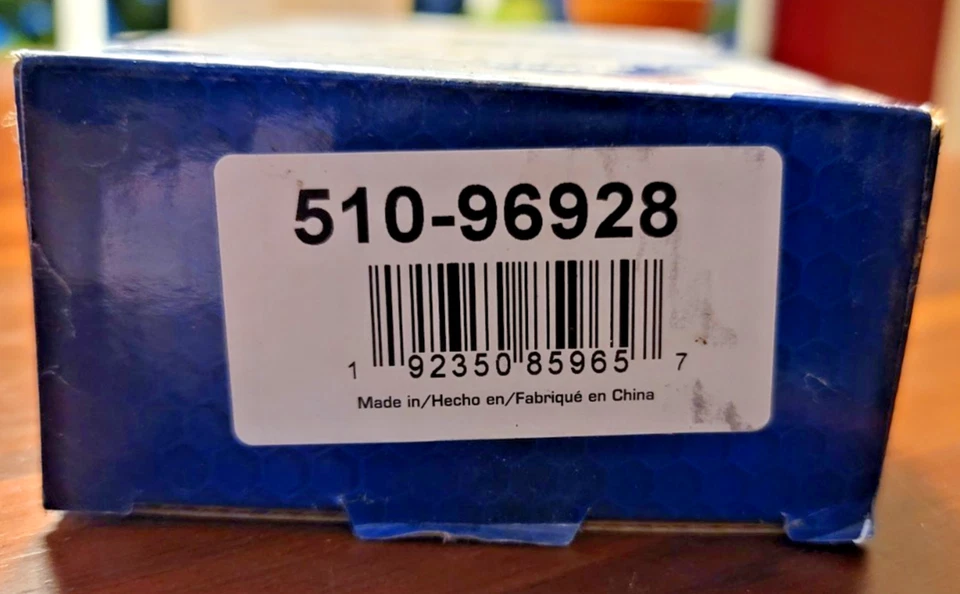 510-96928
1 92350 85965 7
Made in/Hecho en/Fabriqué en China